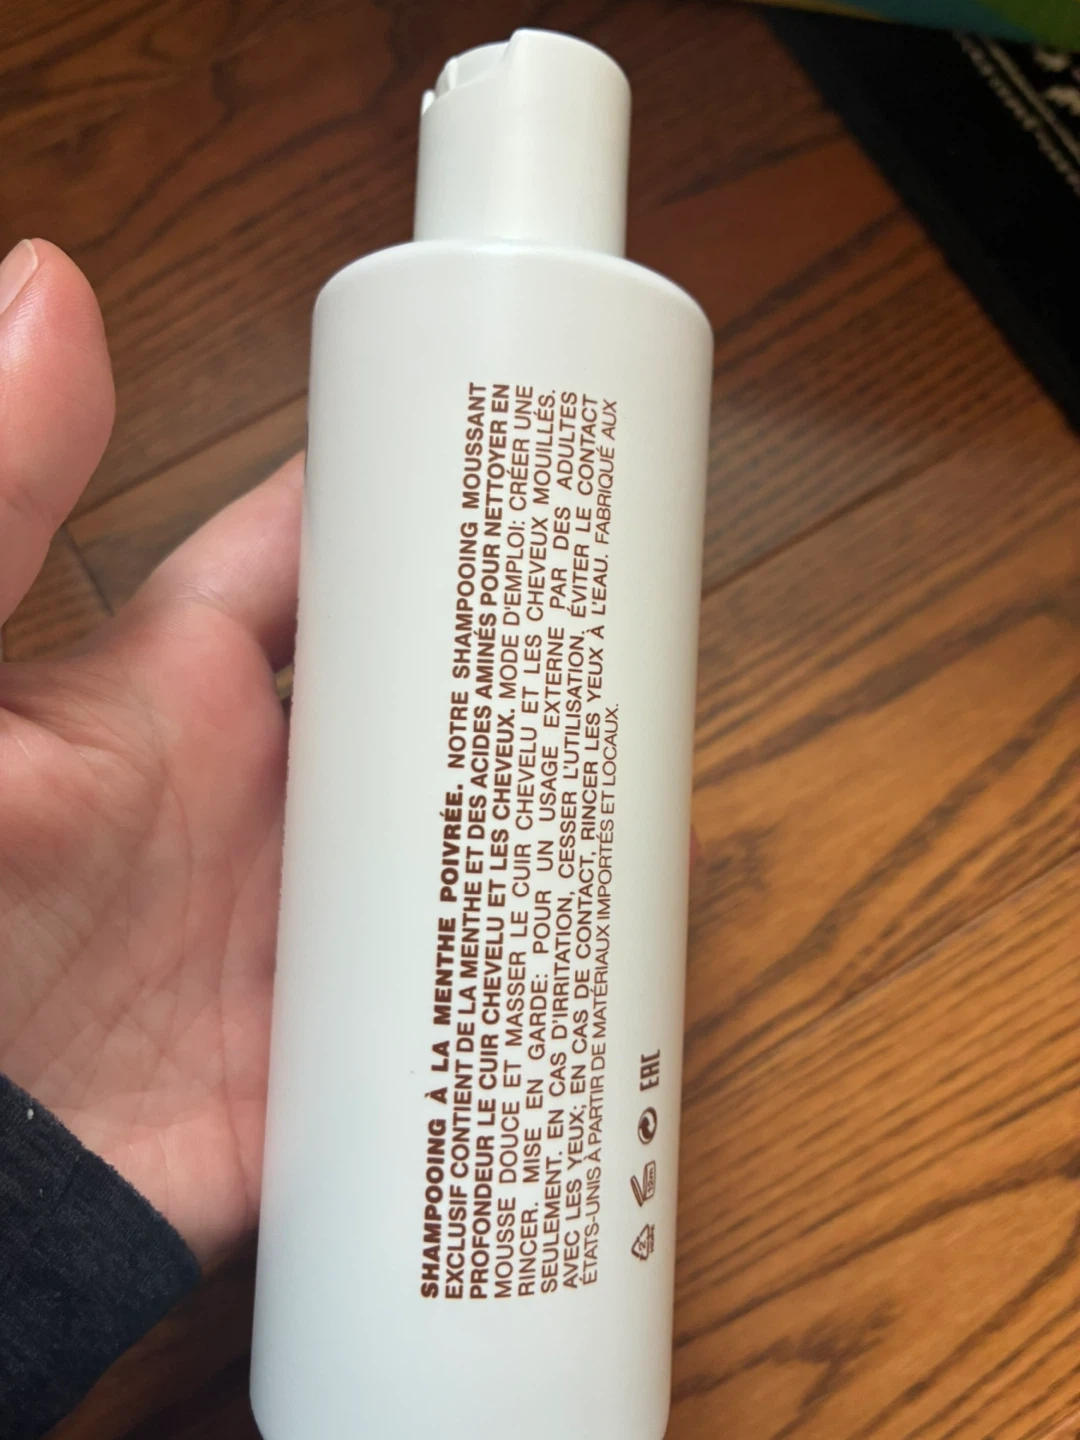 SHAMPOOING À LA MENTHE POIVRÉE. NOTRE SHAMPOOING MOUSSANT
EXCLUSIF CONTIENT DE LA MENTHE ET DES ACIDES AMINÉS POUR NETTOYER EN
PROFONDEUR LE CUIR CHEVELU ET LES CHEVEUX. MODE D'EMPLOI: CRÉER UNE
MOUSSE DOUCE ET MASSER LE CUIR CHEVELU ET LES CHEVEUX MOUILLÉS.
RINCER. MISE EN GARDE: POUR UN USAGE EXTERNE PAR DES ADULTES
SEULEMENT. EN CAS D'IRRITATION, CESSER L'UTILISATION. ÉVITER LE CONTACT
AVEC LES YEUX; EN CAS DE CONTACT, RINCER LES YEUX À L'EAU. FABRIQUÉ AUX
ÉTATS-UNIS À PARTIR DE MATÉRIAUX IMPORTÉS ET LOCAUX.
2 12M EAC